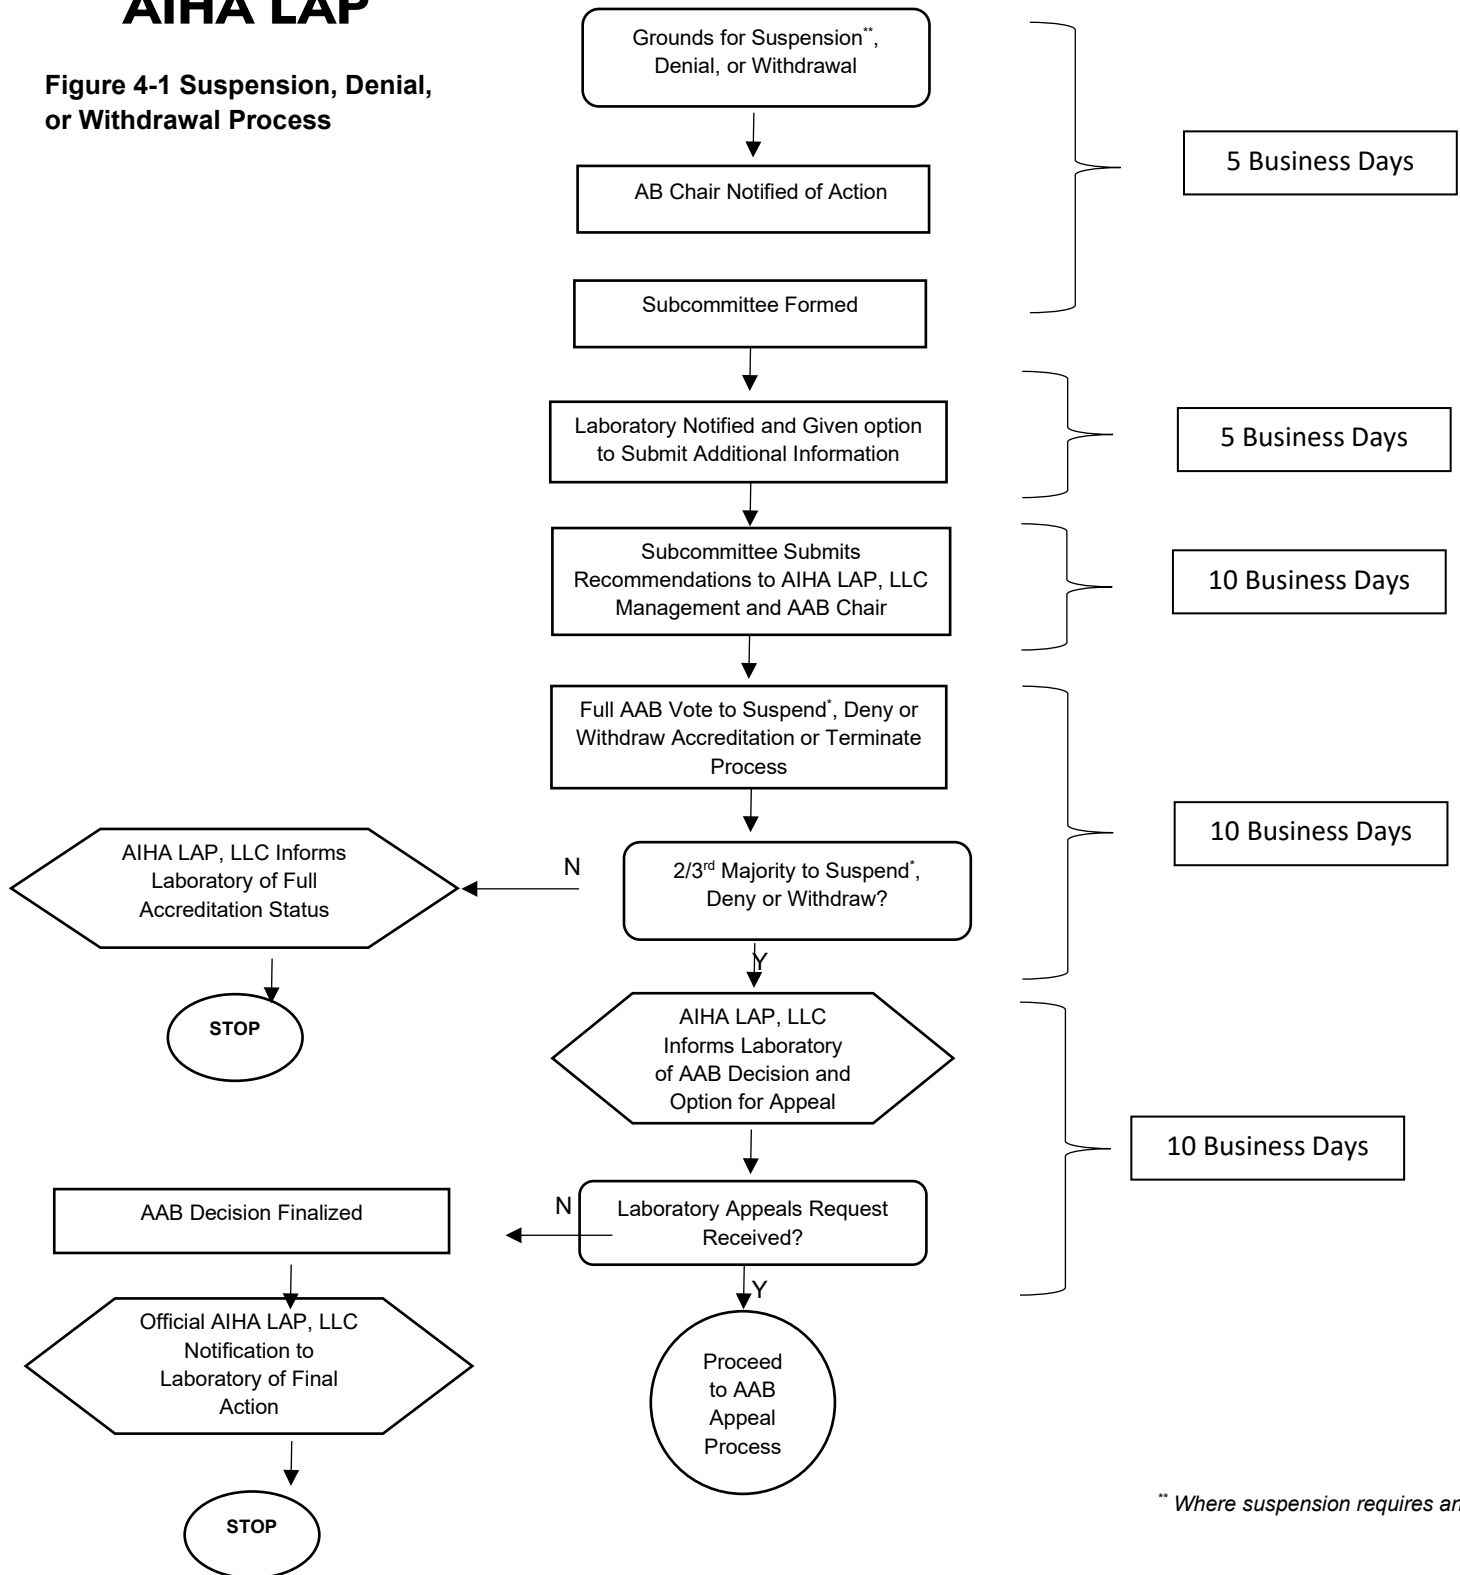 AIHA LAP
Figure 4-1 Suspension, Denial,
or Withdrawal Process
Grounds for Suspension**,
Denial, or Withdrawal
5 Business Days
AB Chair Notified of Action
Subcommittee Formed
Laboratory Notified and Given option
to Submit Additional Information
5 Business Days
Subcommittee Submits
Recommendations to AIHA LAP, LLC
Management and AAB Chair
10 Business Days
Full AAB Vote to Suspend*, Deny or
Withdraw Accreditation or Terminate
Process
10 Business Days
2/3rd Majority to Suspend*,
Deny or Withdraw?
N
AIHA LAP, LLC Informs
Laboratory of Full
Accreditation Status
STOP
Y
AIHA LAP, LLC
Informs Laboratory
of AAB Decision and
Option for Appeal
10 Business Days
Laboratory Appeals Request
Received?
N
AAB Decision Finalized
Official AIHA LAP, LLC
Notification to
Laboratory of Final
Action
STOP
Y
Proceed
to AAB
Appeal
Process
** Where suspension requires an